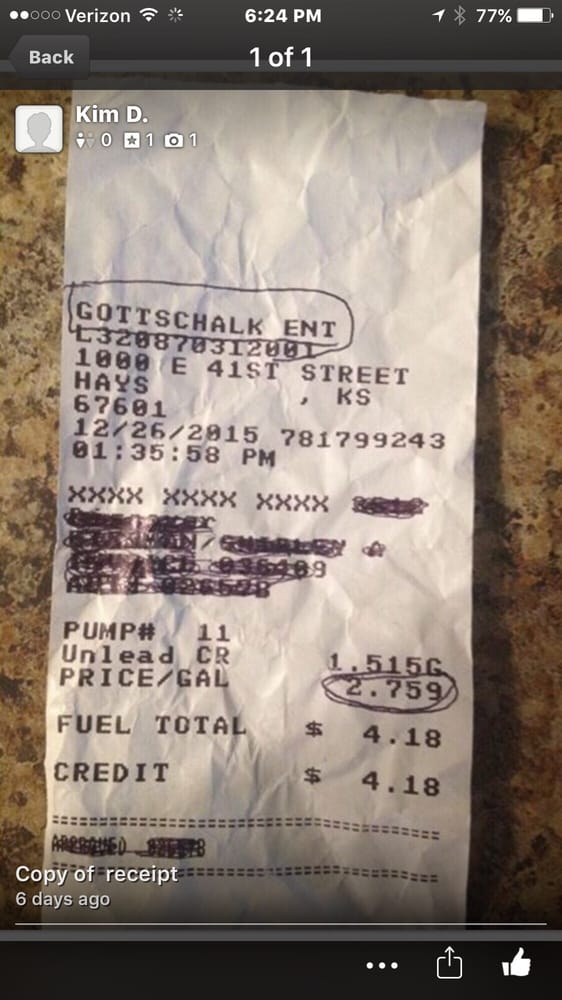 Verizon 6:24 PM 77%
Back 1 of 1
Kim D.
0 1 1
GOTTSCHALK ENT
L320870312001
1000 E 41ST STREET
HAYS , KS
67601
12/26/2015 781799243
01:35:58 PM
XXXX XXXX XXXX
PUMP# 11
Unlead CR 1.515G
PRICE/GAL 2.759
FUEL TOTAL $ 4.18
CREDIT $ 4.18
APPROVED
Copy of receipt
6 days ago